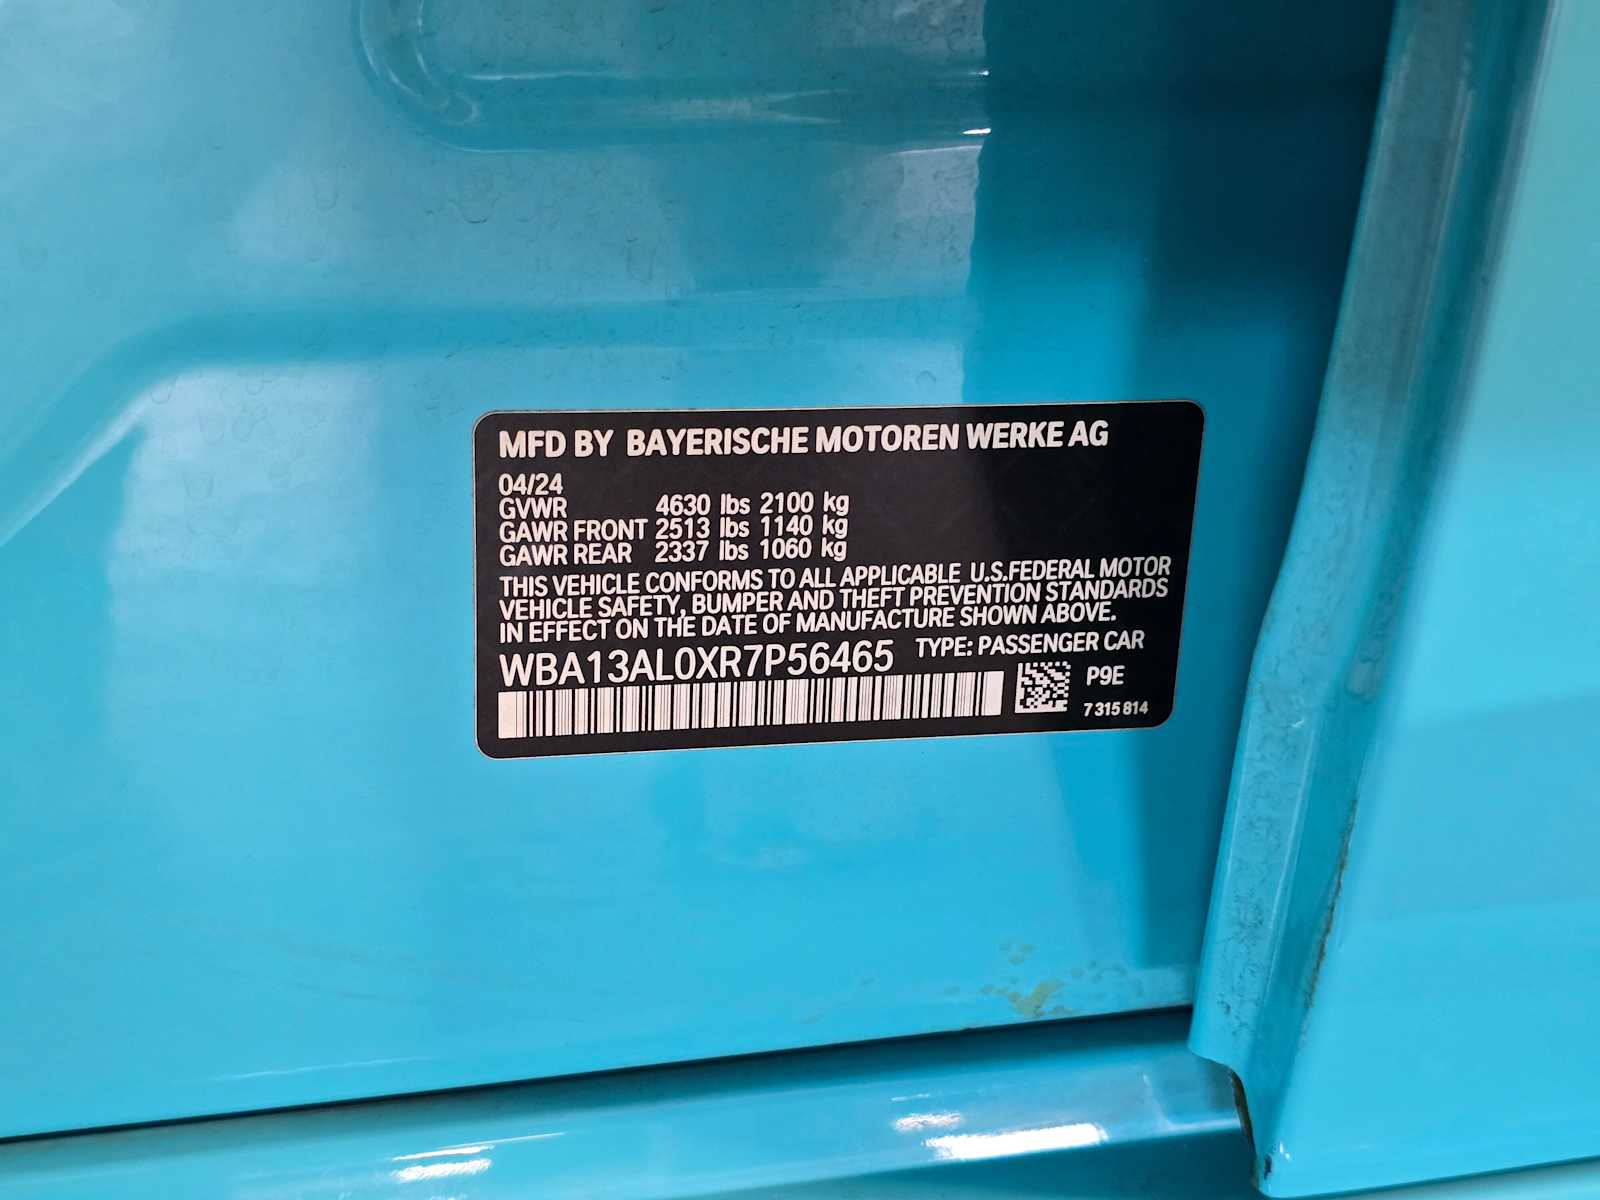 MFD BY BAYERISCHE MOTOREN WERKE AG
04/24
GVWR 4630 lbs 2100 kg
GAWR FRONT 2513 lbs 1140 kg
GAWR REAR 2337 lbs 1060 kg
THIS VEHICLE CONFORMS TO ALL APPLICABLE U.S.FEDERAL MOTOR
VEHICLE SAFETY, BUMPER AND THEFT PREVENTION STANDARDS
IN EFFECT ON THE DATE OF MANUFACTURE SHOWN ABOVE.
WBA13AL0XR7P56465 TYPE: PASSENGER CAR
P9E
7 315 814